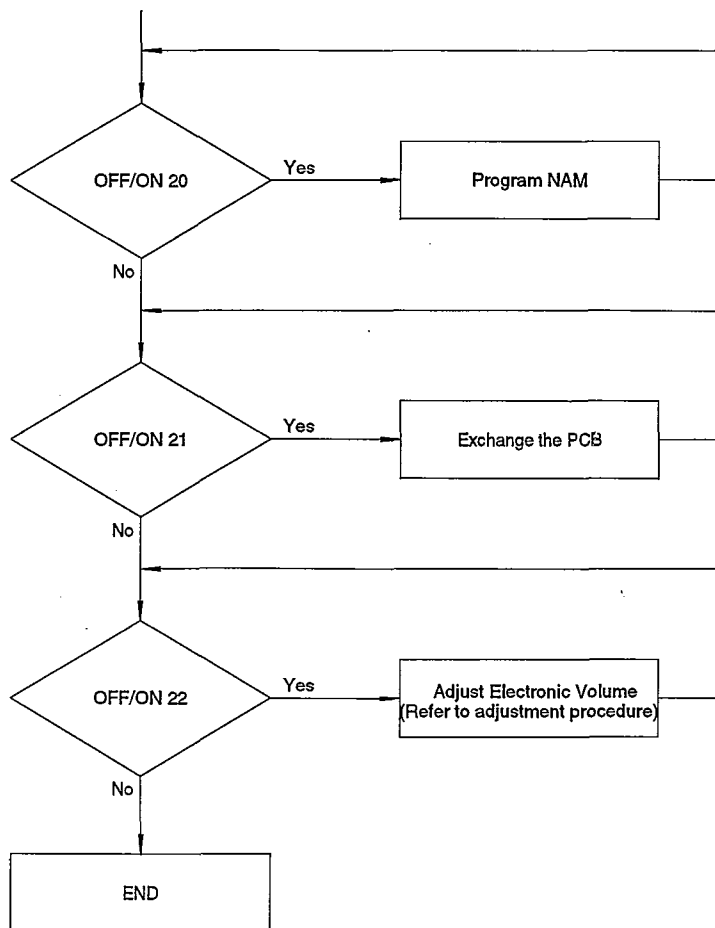 OFF/ON 20
Yes
Program NAM
No
OFF/ON 21
Yes
Exchange the PCB
No
OFF/ON 22
Yes
Adjust Electronic Volume
(Refer to adjustment procedure)
No
END